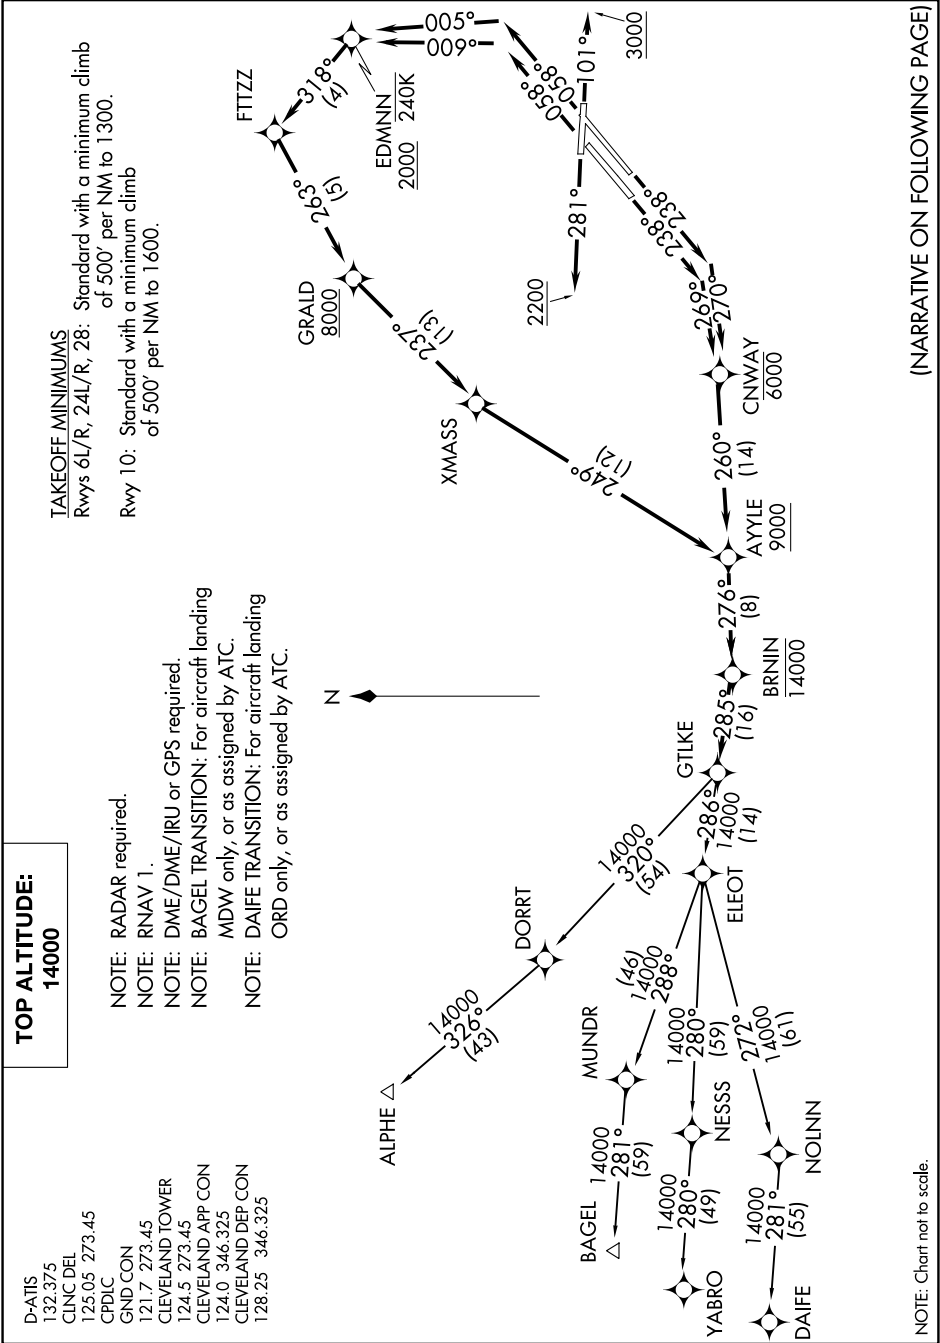 D-ATIS
132.375
CLNC DEL
125.05 273.45
CPDLC
GND CON
121.7 273.45
CLEVELAND TOWER
124.5 273.45
CLEVELAND APP CON
124.0 346.325
CLEVELAND DEP CON
128.25 346.325
TOP ALTITUDE:
14000
NOTE: RADAR required.
NOTE: RNAV 1.
NOTE: DME/DME/IRU or GPS required.
NOTE: BAGEL TRANSITION: For aircraft landing
MDW only, or as assigned by ATC.
NOTE: DAIFE TRANSITION: For aircraft landing
ORD only, or as assigned by ATC.
TAKEOFF MINIMUMS
Rwys 6L/R, 24L/R, 28: Standard with a minimum climb
of 500' per NM to 1300.
Rwy 10: Standard with a minimum climb
of 500' per NM to 1600.
N
FTTZZ
318°
(4)
005°
009°
EDMNN
2000 240K
263°
(5)
GRALD
8000
237°
(13)
XMASS
249°
(12)
058°
058°
101°
3000
281°
2200
238°
238°
269°
270°
CNWAY
6000
260°
(14)
AYYLE
9000
276°
(8)
BRNIN
14000
285°
(16)
GTLKE
286°
14000
(14)
ELEOT
14000
320°
(54)
DORRT
14000
326°
(43)
ALPHE
(46)
14000
288°
MUNDR
14000
281°
(59)
BAGEL
14000
280°
(59)
NESSS
14000
280°
(49)
YABRO
272°
14000
(61)
NOLNN
14000
281°
(55)
DAIFE
NOTE: Chart not to scale.
(NARRATIVE ON FOLLOWING PAGE)